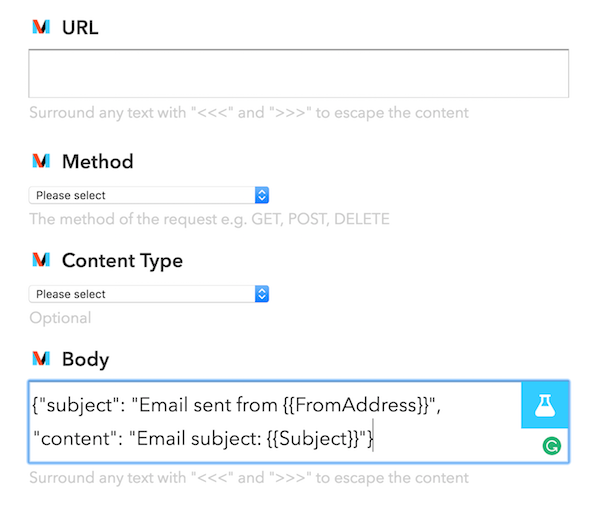 URL
Surround any text with "<<<" and ">>>" to escape the content
Method
Please select
The method of the request e.g. GET, POST, DELETE
Content Type
Please select
Optional
Body
{"subject": "Email sent from {{FromAddress}}",
"content": "Email subject: {{Subject}}"}
Surround any text with "<<<" and ">>>" to escape the content